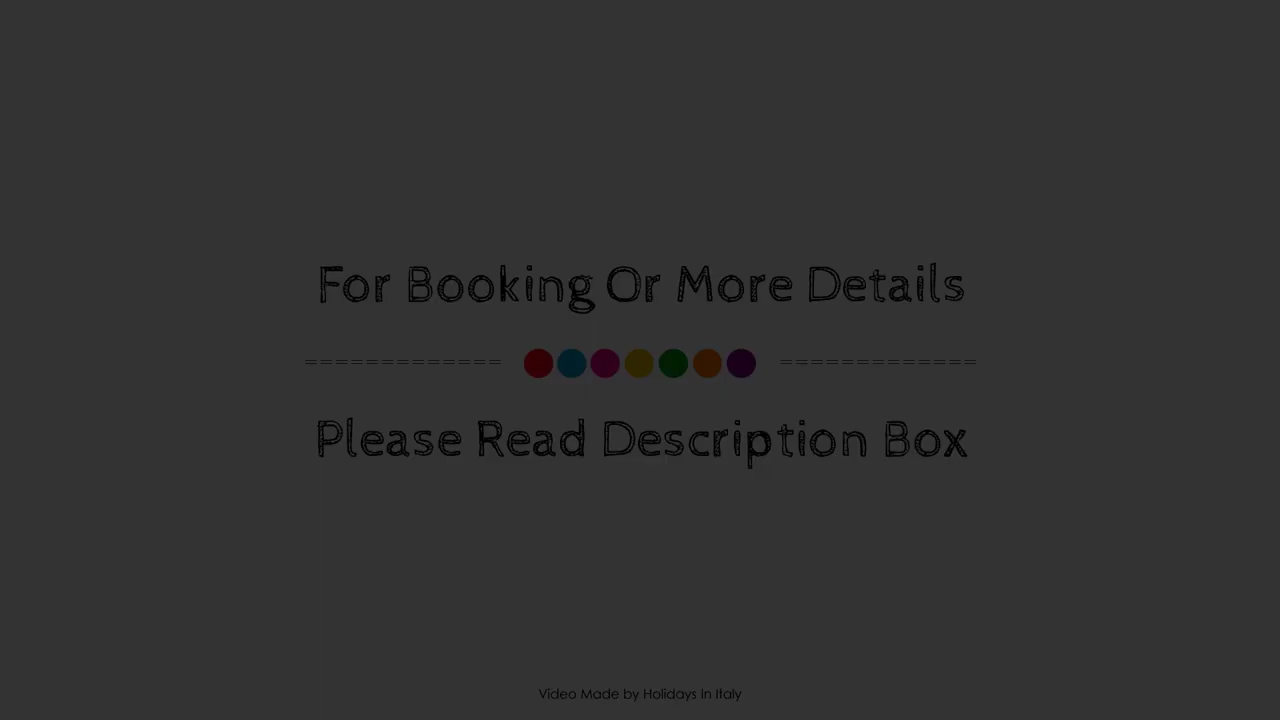 For Booking Or More Details
============= =============
Please Read Description Box
Video Made by Holidays In Italy